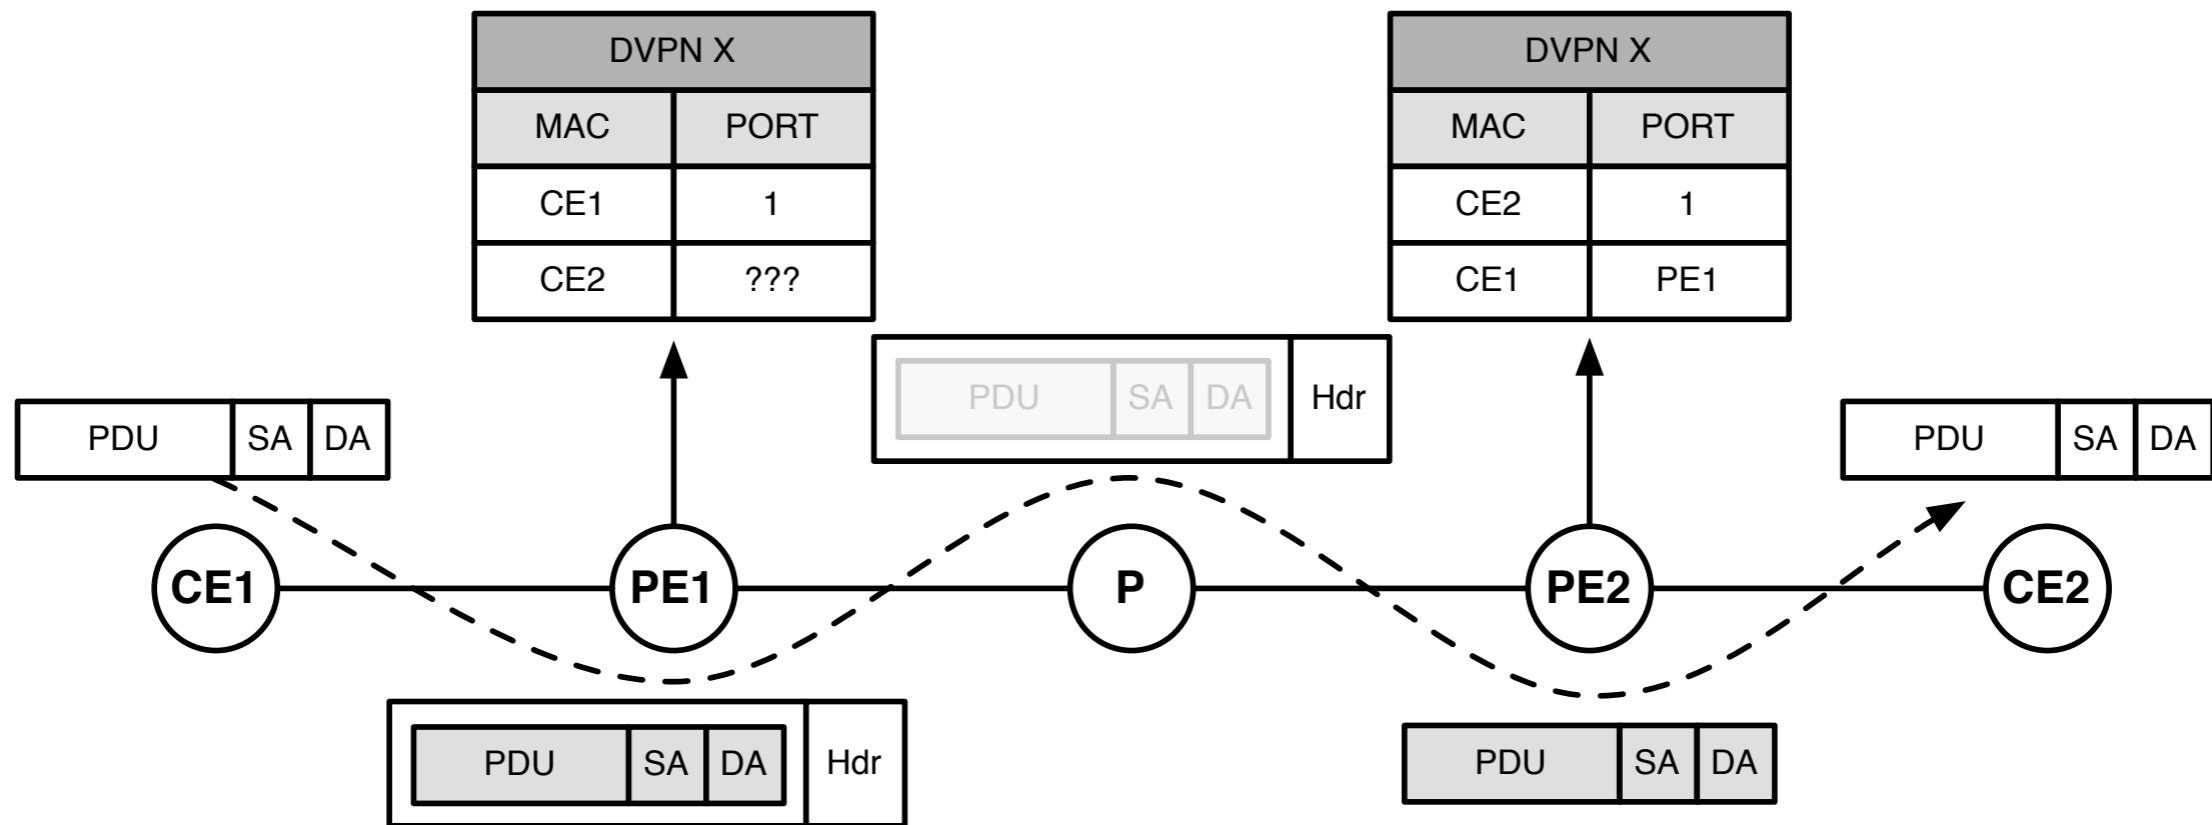 DVPN X
MAC PORT
CE1 1
CE2 ???
DVPN X
MAC PORT
CE2 1
CE1 PE1
PDU SA DA Hdr
PDU SA DA
PDU SA DA
CE1 PE1 P PE2 CE2
PDU SA DA Hdr
PDU SA DA